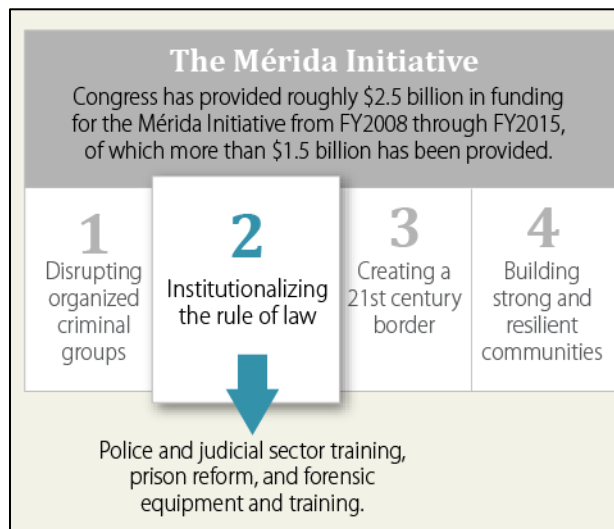 The Mérida Initiative
Congress has provided roughly $2.5 billion in funding
for the Mérida Initiative from FY2008 through FY2015,
of which more than $1.5 billion has been provided.
1
Disrupting
organized
criminal
groups
2
Institutionalizing
the rule of law
3
Creating a
21st century
border
4
Building
strong and
resilient
communities
Police and judicial sector training,
prison reform, and forensic
equipment and training.